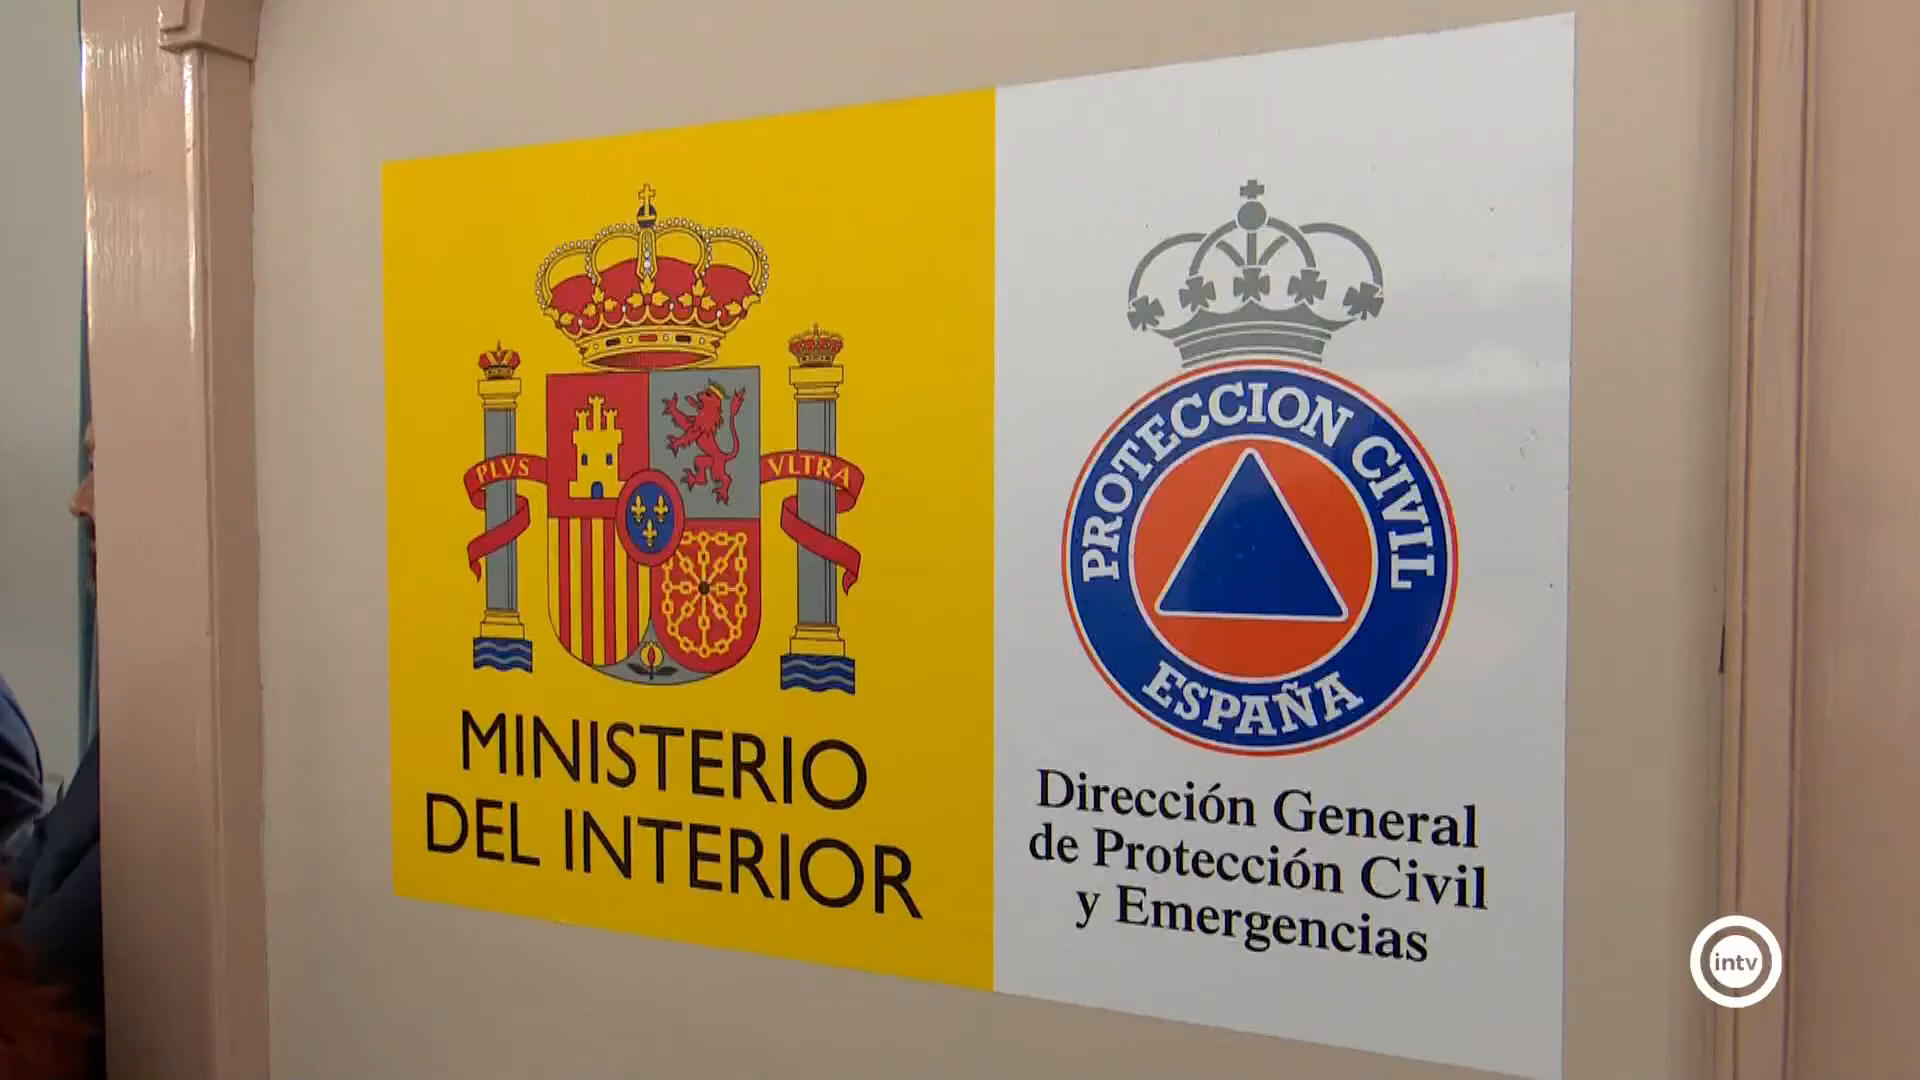 PLVS
VLTRA
MINISTERIO
DEL INTERIOR
PROTECCION CIVIL
ESPAÑA
Dirección General
de Protección Civil
y Emergencias
intv